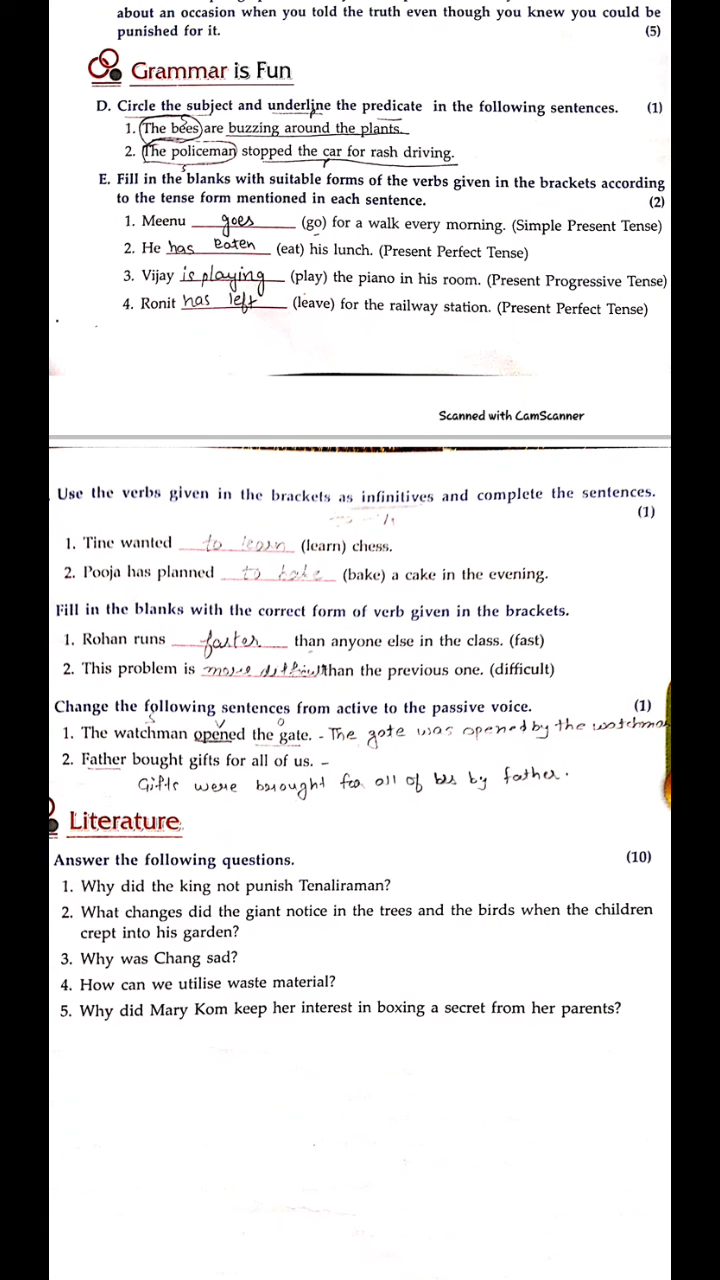 about an occasion when you told the truth even though you knew you could be
punished for it. (5)
Grammar is Fun
D. Circle the subject and underline the predicate in the following sentences. (1)
1. The bees are buzzing around the plants.
2. The policeman stopped the car for rash driving.
E. Fill in the blanks with suitable forms of the verbs given in the brackets according
to the tense form mentioned in each sentence. (2)
1. Meenu goes (go) for a walk every morning. (Simple Present Tense)
2. He has Eaten (eat) his lunch. (Present Perfect Tense)
3. Vijay is playing (play) the piano in his room. (Present Progressive Tense)
4. Ronit has left (leave) for the railway station. (Present Perfect Tense)
Scanned with CamScanner
Use the verbs given in the brackets as infinitives and complete the sentences.
(1)
1. Tine wanted to learn (learn) chess.
2. Pooja has planned to bake (bake) a cake in the evening.
Fill in the blanks with the correct form of verb given in the brackets.
1. Rohan runs faster than anyone else in the class. (fast)
2. This problem is more difficult than the previous one. (difficult)
Change the following sentences from active to the passive voice. (1)
S V O
1. The watchman opened the gate. - The gate was opened by the watchman
2. Father bought gifts for all of us. -
Gifts were brought for all of us by father.
Literature
Answer the following questions. (10)
1. Why did the king not punish Tenaliraman?
2. What changes did the giant notice in the trees and the birds when the children
crept into his garden?
3. Why was Chang sad?
4. How can we utilise waste material?
5. Why did Mary Kom keep her interest in boxing a secret from her parents?